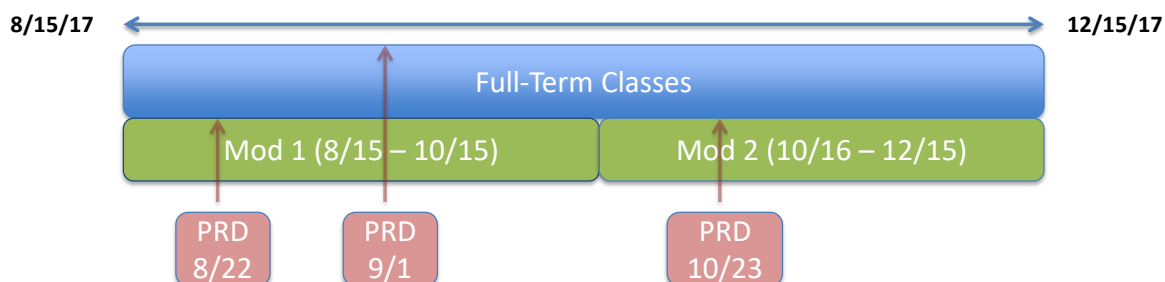 8/15/17
12/15/17
Full-Term Classes
Mod 1 (8/15 – 10/15)
Mod 2 (10/16 – 12/15)
PRD
8/22
PRD
9/1
PRD
10/23